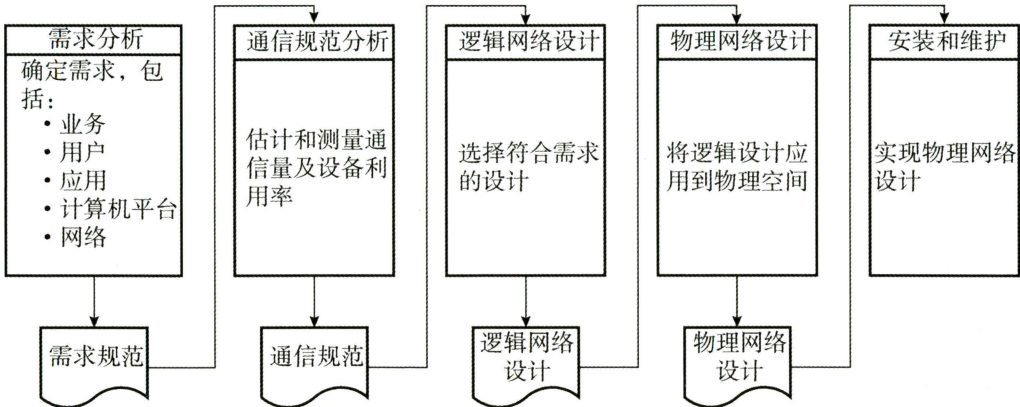 需求分析
确定需求，包
括：
·业务
·用户
·应用
·计算机平台
·网络
需求规范
通信规范分析
估计和测量通
信量及设备利
用率
通信规范
逻辑网络设计
选择符合需求
的设计
逻辑网络
设计
物理网络设计
将逻辑设计应
用到物理空间
物理网络
设计
安装和维护
实现物理网络
设计